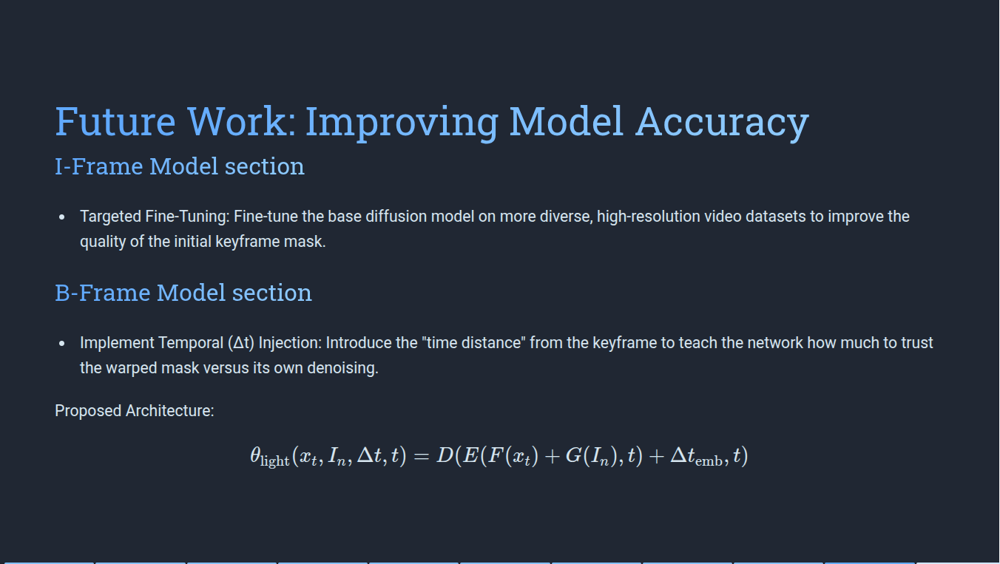 Future Work: Improving Model Accuracy
I-Frame Model section
• Targeted Fine-Tuning: Fine-tune the base diffusion model on more diverse, high-resolution video datasets to improve the
quality of the initial keyframe mask.
B-Frame Model section
• Implement Temporal (Δt) Injection: Introduce the "time distance" from the keyframe to teach the network how much to trust
the warped mask versus its own denoising.
Proposed Architecture:
θ_light(x_t, I_n, Δt, t) = D(E(F(x_t) + G(I_n), t) + Δt_emb, t)